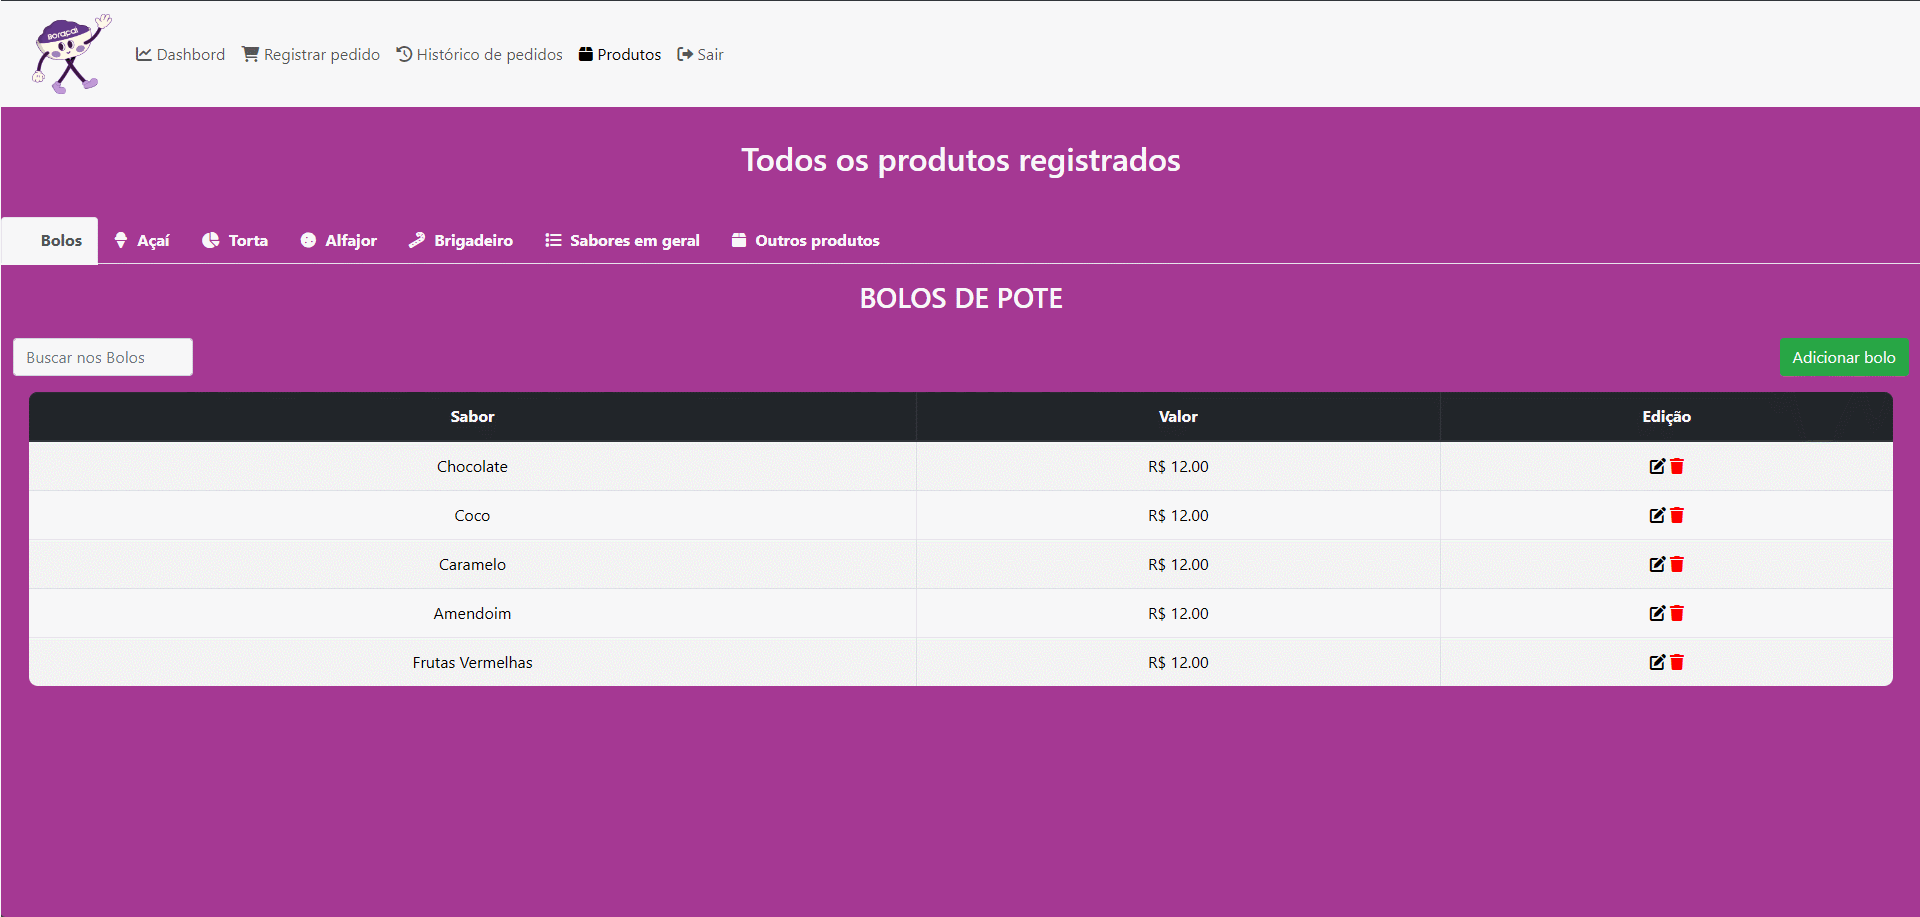 Boraçaí
Dashbord Registrar pedido Histórico de pedidos Produtos Sair
Todos os produtos registrados
Bolos Açaí Torta Alfajor Brigadeiro Sabores em geral Outros produtos
BOLOS DE POTE
Buscar nos Bolos Adicionar bolo
Sabor Valor Edição
Chocolate R$ 12.00
Coco R$ 12.00
Caramelo R$ 12.00
Amendoim R$ 12.00
Frutas Vermelhas R$ 12.00